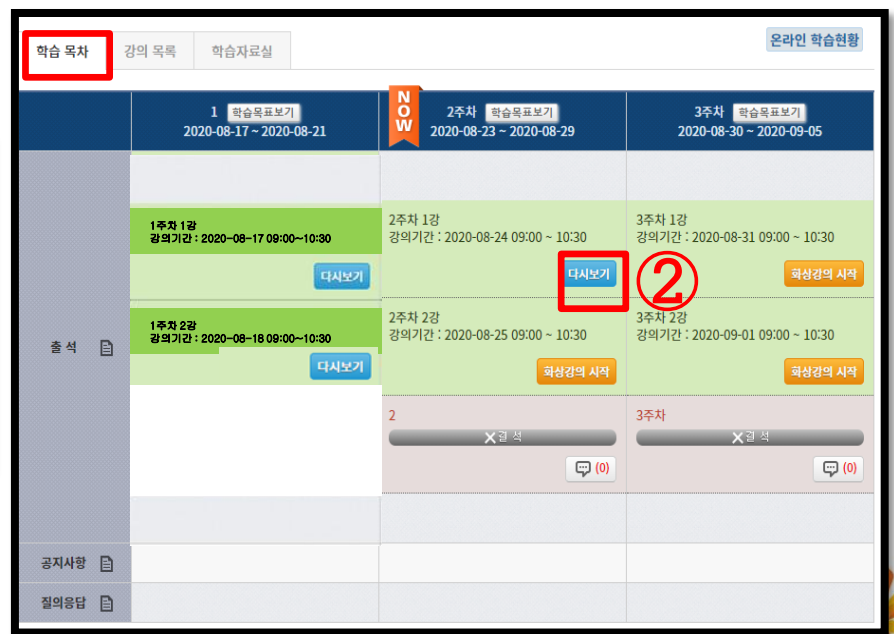 학습 목차
강의 목록
학습자료실
온라인 학습현황
1 학습목표보기
2020-08-17 ~ 2020-08-21
NOW
2주차 학습목표보기
2020-08-23 ~ 2020-08-29
3주차 학습목표보기
2020-08-30 ~ 2020-09-05
출 석
1주차 1강
강의기간 : 2020-08-17 09:00~10:30
다시보기
2주차 1강
강의기간 : 2020-08-24 09:00 ~ 10:30
다시보기
②
3주차 1강
강의기간 : 2020-08-31 09:00 ~ 10:30
화상강의 시작
1주차 2강
강의기간 : 2020-08-18 09:00~10:30
다시보기
2주차 2강
강의기간 : 2020-08-25 09:00 ~ 10:30
화상강의 시작
3주차 2강
강의기간 : 2020-09-01 09:00 ~ 10:30
화상강의 시작
2
X결 석
(0)
3주차
X결 석
(0)
공지사항
질의응답